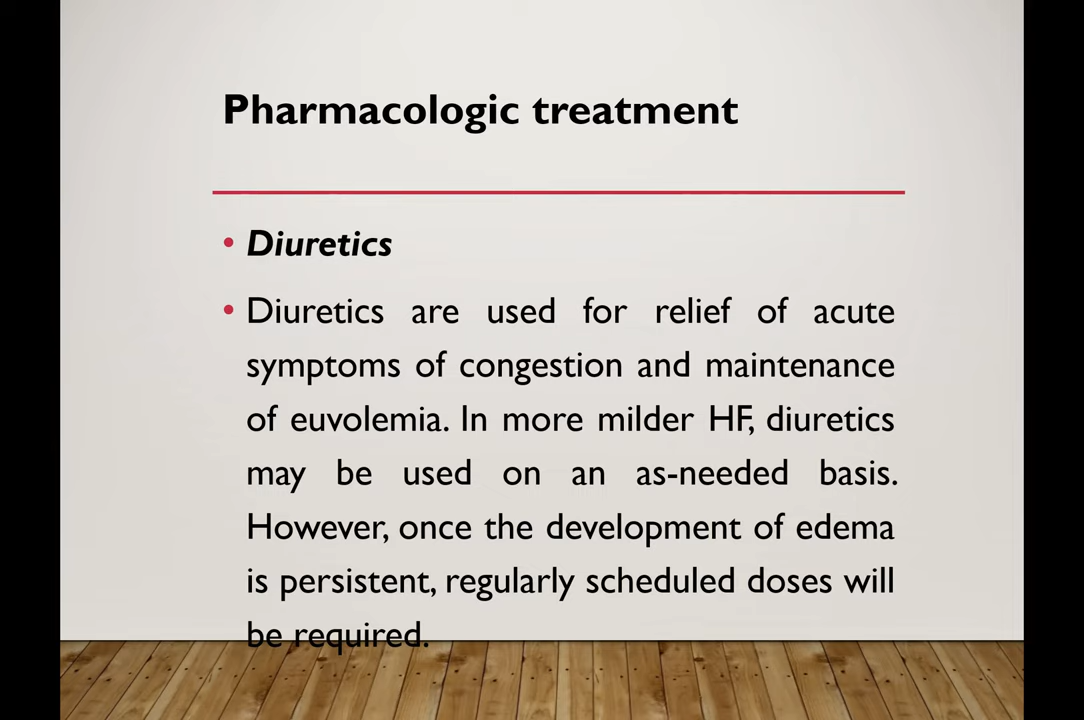 Pharmacologic treatment
• Diuretics
• Diuretics are used for relief of acute
symptoms of congestion and maintenance
of euvolemia. In more milder HF, diuretics
may be used on an as-needed basis.
However, once the development of edema
is persistent, regularly scheduled doses will
be required.